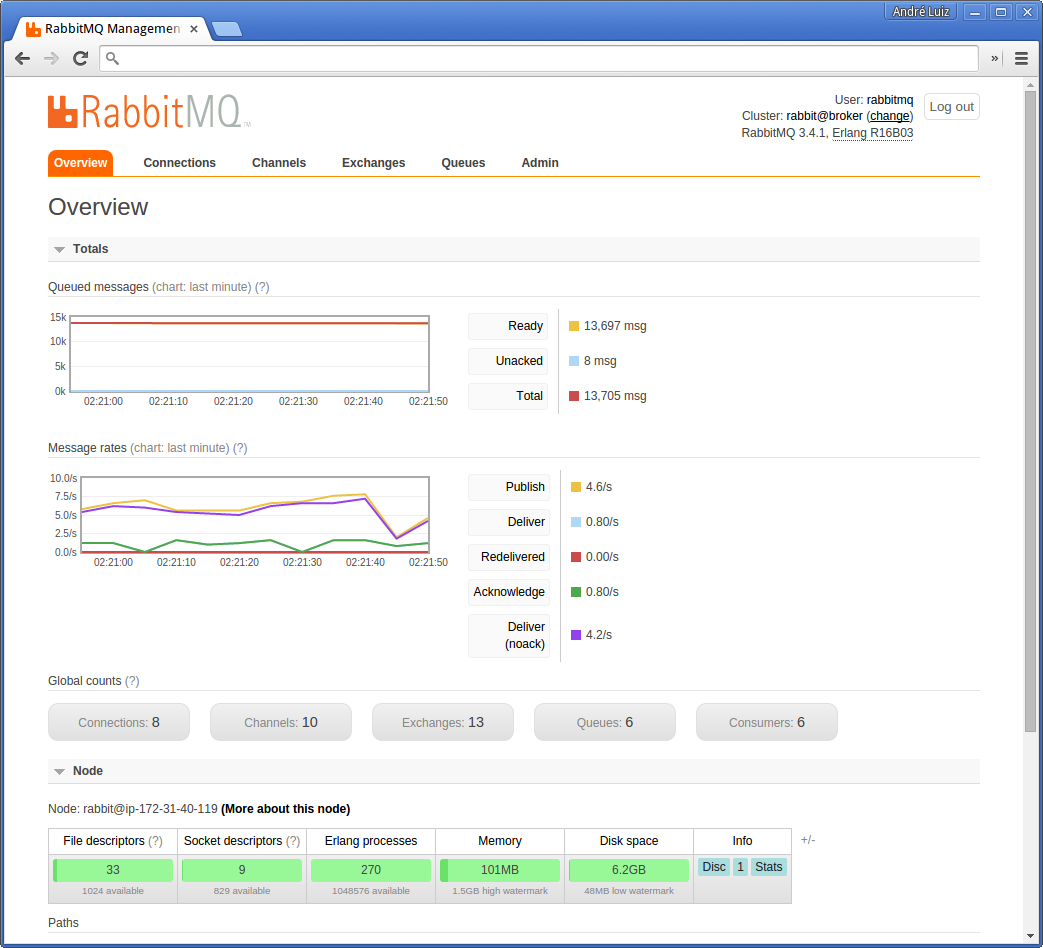 André Luiz
RabbitMQ Managemen
RabbitMQ TM
User: rabbitmq
Cluster: rabbit@broker (change)
RabbitMQ 3.4.1, Erlang R16B03
Log out
Overview Connections Channels Exchanges Queues Admin
Overview
Totals
Queued messages (chart: last minute) (?)
15k
10k
5k
0k
02:21:00 02:21:10 02:21:20 02:21:30 02:21:40 02:21:50
Ready 13,697 msg
Unacked 8 msg
Total 13,705 msg
Message rates (chart: last minute) (?)
10.0/s
7.5/s
5.0/s
2.5/s
0.0/s
02:21:00 02:21:10 02:21:20 02:21:30 02:21:40 02:21:50
Publish 4.6/s
Deliver 0.80/s
Redelivered 0.00/s
Acknowledge 0.80/s
Deliver
(noack) 4.2/s
Global counts (?)
Connections: 8 Channels: 10 Exchanges: 13 Queues: 6 Consumers: 6
Node
Node: rabbit@ip-172-31-40-119 (More about this node)
File descriptors (?) Socket descriptors (?) Erlang processes Memory Disk space Info +/-
33 9 270 101MB 6.2GB Disc 1 Stats
1024 available 829 available 1048576 available 1.5GB high watermark 48MB low watermark
Paths